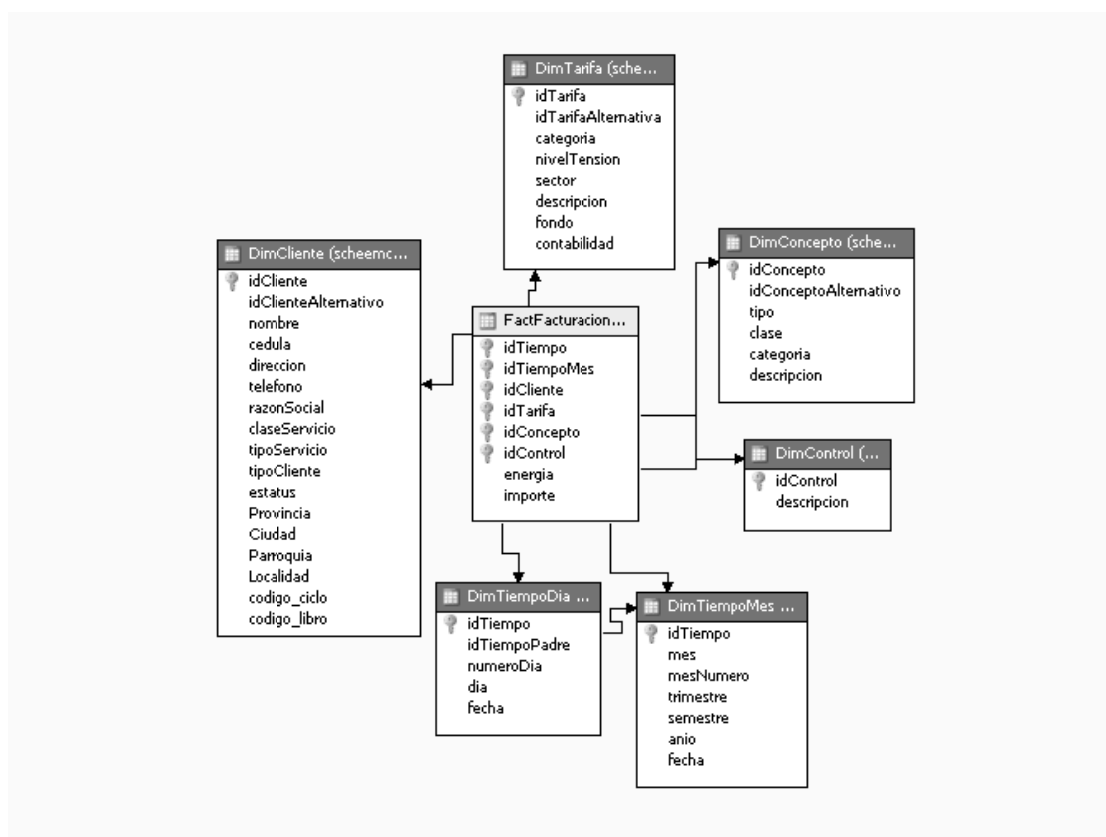 DimTarifa (sche...
idTarifa
idTarifaAlternativa
categoria
nivelTension
sector
descripcion
fondo
contabilidad
DimCliente (scheemc...
idCliente
idClienteAlternativo
nombre
cedula
direccion
telefono
razonSocial
claseServicio
tipoServicio
tipoCliente
estatus
Provincia
Ciudad
Parroquia
Localidad
codigo_ciclo
codigo_libro
FactFacturacion...
idTiempo
idTiempoMes
idCliente
idTarifa
idConcepto
idControl
energia
importe
DimConcepto (sche...
idConcepto
idConceptoAlternativo
tipo
clase
categoria
descripcion
DimControl (...
idControl
descripcion
DimTiempoDia ...
idTiempo
idTiempoPadre
numeroDia
dia
fecha
DimTiempoMes ...
idTiempo
mes
mesNumero
trimestre
semestre
anio
fecha